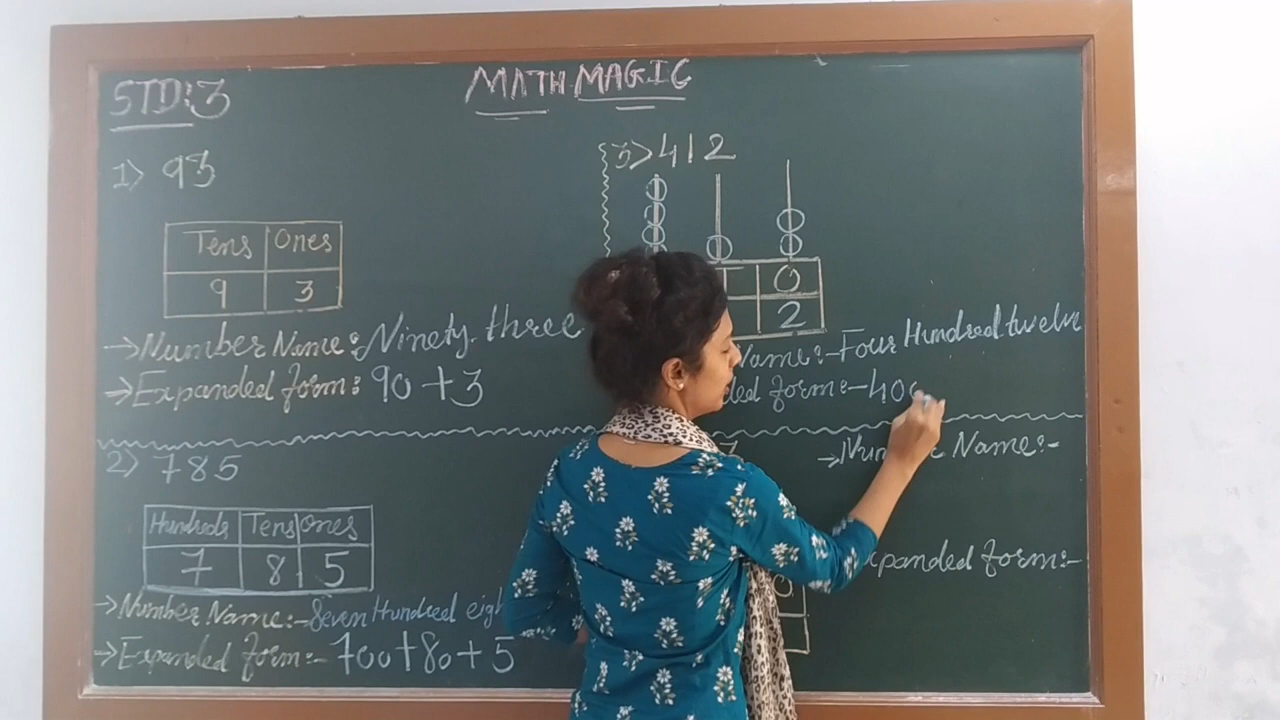 STD:3
MATH MAGIC
1) 93
Tens Ones
9 3
→Number Name:-Ninety three
→Expanded form: 90+3
2) 785
Hundreds Tens Ones
7 8 5
→Number Name:-Seven Hundred
→Expanded form:-700+80+5
3>412
T O
2
Name:-Four Hundred twelve
form:-40
→ Name:-
form:-